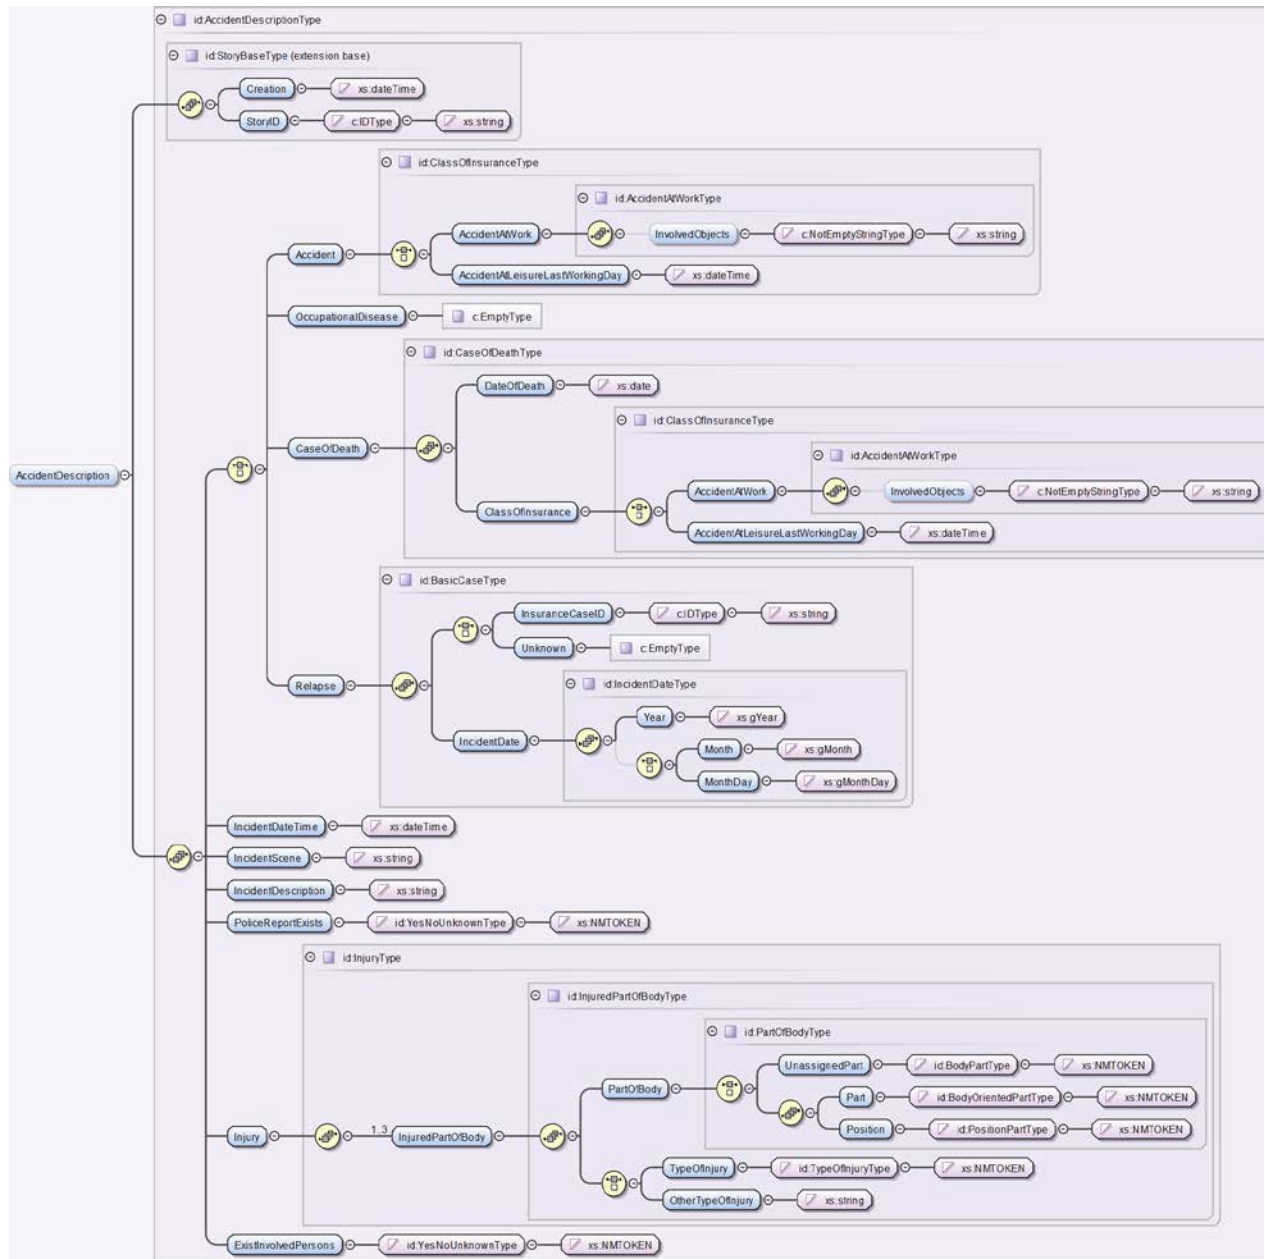 id:AccidentDescriptionType
id:StoryBaseType (extension base)
Creation xs:dateTime
StoryID c:IDType xs:string
id:ClassOfInsuranceType
id:AccidentAtWorkType
AccidentAtWork InvolvedObjects c:NotEmptyStringType xs:string
Accident
AccidentAtLeisureLastWorkingDay xs:dateTime
OccupationalDisease c:EmptyType
id:CaseOfDeathType
DateOfDeath xs:date
id:ClassOfInsuranceType
CaseOfDeath
id:AccidentAtWorkType
AccidentDescription
AccidentAtWork InvolvedObjects c:NotEmptyStringType xs:string
ClassOfInsurance
AccidentAtLeisureLastWorkingDay xs:dateTime
id:BasicCaseType
InsuranceCaseID c:IDType xs:string
Unknown c:EmptyType
Relapse
id:IncidentDateType
Year xs:gYear
IncidentDate
Month xs:gMonth
MonthDay xs:gMonthDay
IncidentDateTime xs:dateTime
IncidentScene xs:string
IncidentDescription xs:string
PoliceReportExists id:YesNoUnknownType xs:NMTOKEN
id:InjuryType
id:InjuredPartOfBodyType
id:PartOfBodyType
UnassignedPart id:BodyPartType xs:NMTOKEN
PartOfBody
Part id:BodyOrientedPartType xs:NMTOKEN
Position id:PositionPartType xs:NMTOKEN
Injury 1..3 InjuredPartOfBody
TypeOfInjury id:TypeOfInjuryType xs:NMTOKEN
OtherTypeOfInjury xs:string
ExistInvolvedPersons id:YesNoUnknownType xs:NMTOKEN